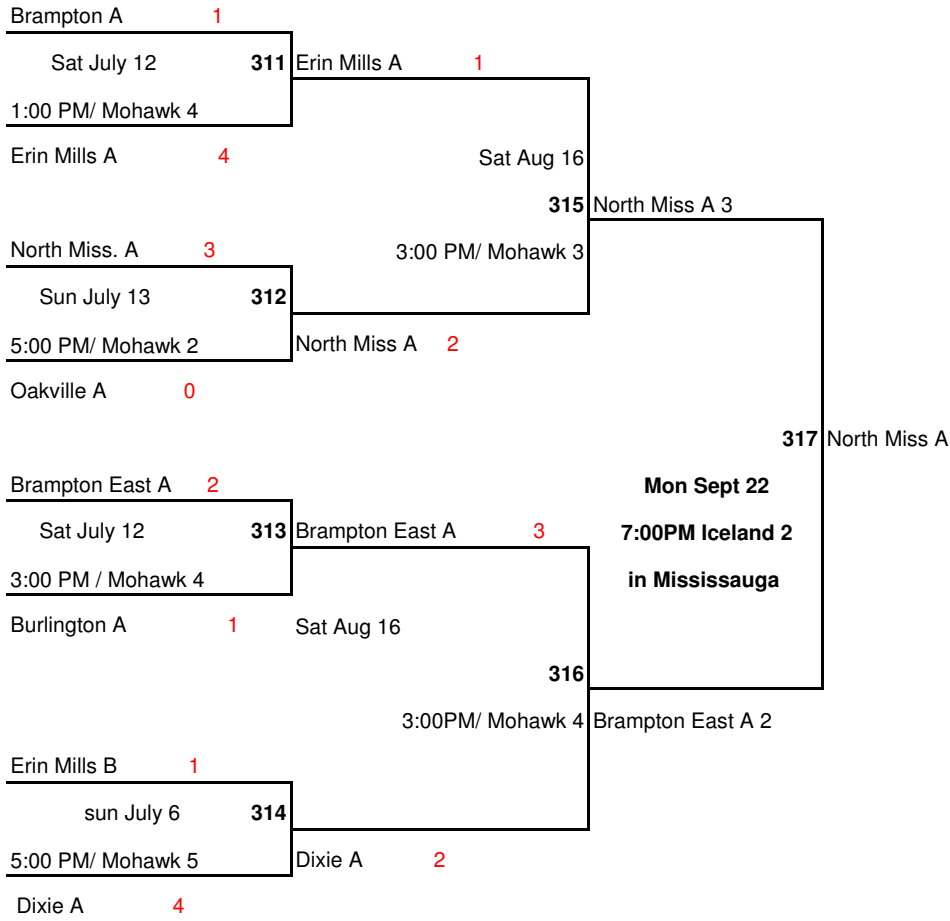 Brampton A 1
Sat July 12 311 Erin Mills A 1
1:00 PM/ Mohawk 4
Erin Mills A 4
Sat Aug 16
315 North Miss A 3
North Miss. A 3
3:00 PM/ Mohawk 3
Sun July 13 312
5:00 PM/ Mohawk 2
North Miss A 2
Oakville A 0
317 North Miss A
Brampton East A 2
Mon Sept 22
Sat July 12 313 Brampton East A 3
7:00PM Iceland 2
3:00 PM / Mohawk 4
in Mississauga
Burlington A 1
Sat Aug 16
316
3:00PM/ Mohawk 4 Brampton East A 2
Erin Mills B 1
sun July 6 314
5:00 PM/ Mohawk 5
Dixie A 2
Dixie A 4